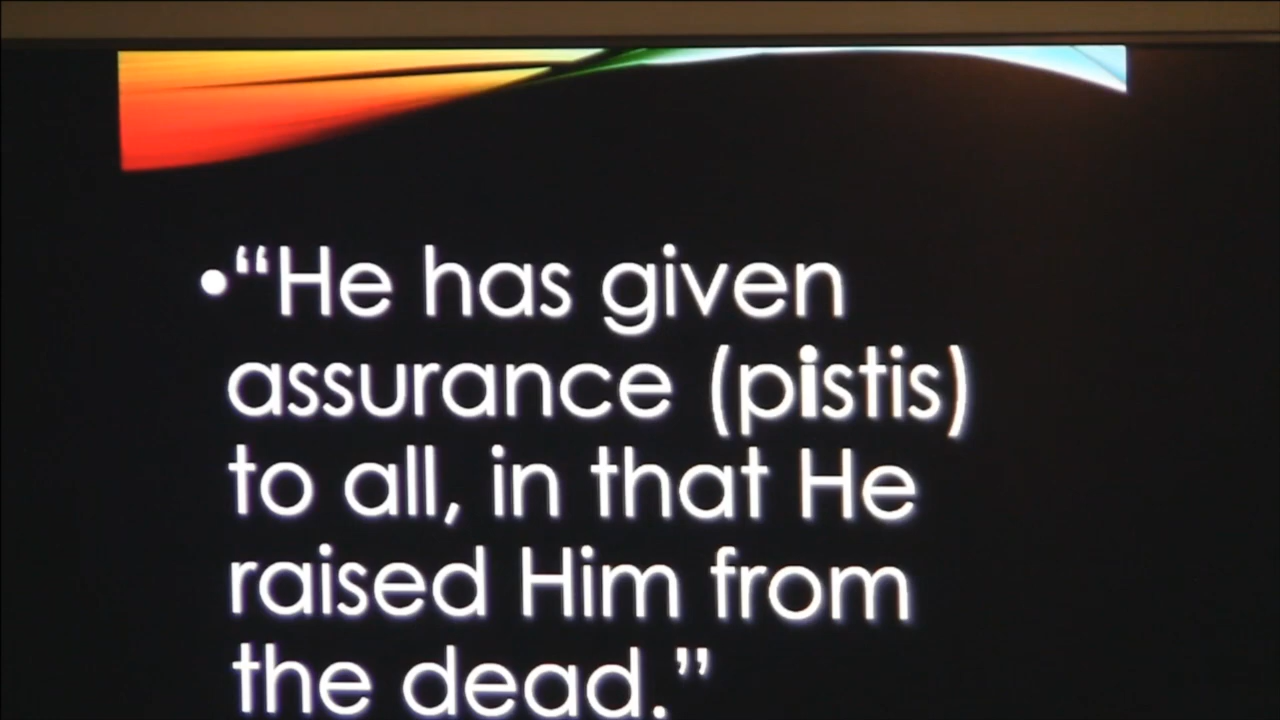 •“He has given
assurance (pistis)
to all, in that He
raised Him from
the dead.”